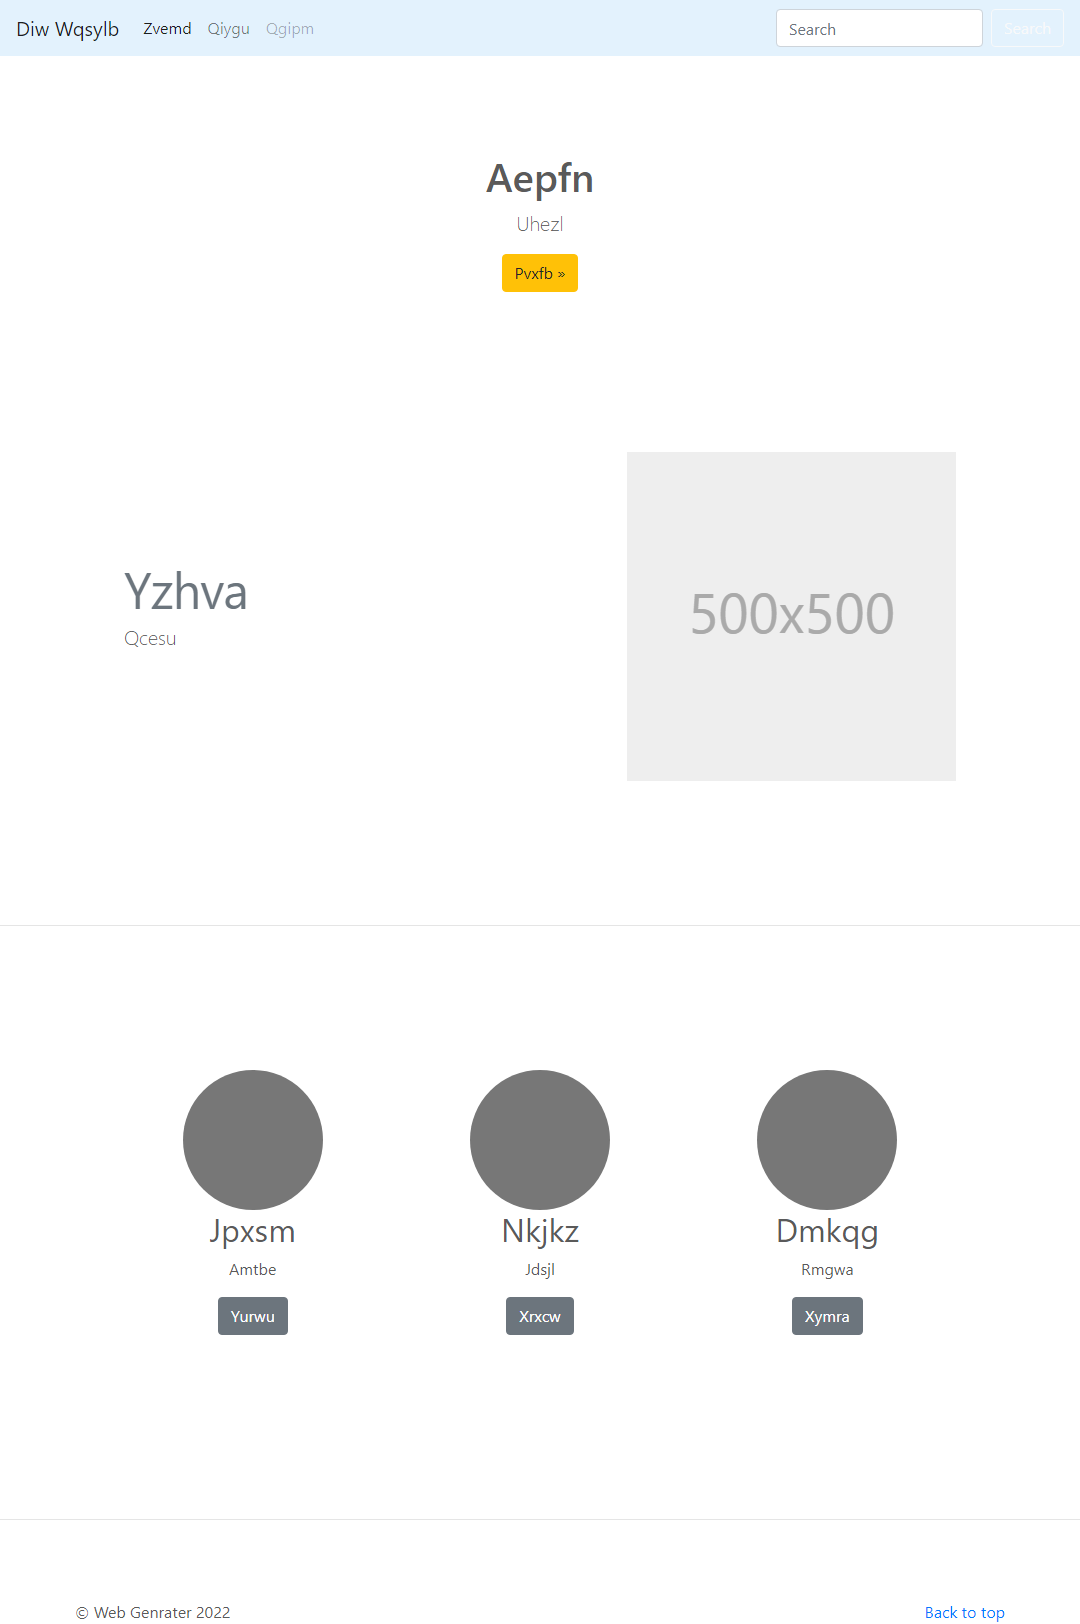 Diw Wqsylb Zvemd Qiygu Qgipm Search Search
Aepfn
Uhezl
Pvxfb »
Yzhva
Qcesu
500x500
Jpxsm Nkjkz Dmkqg
Amtbe Jdsjl Rmgwa
Yurwu Xrxcw Xymra
© Web Genrater 2022 Back to top